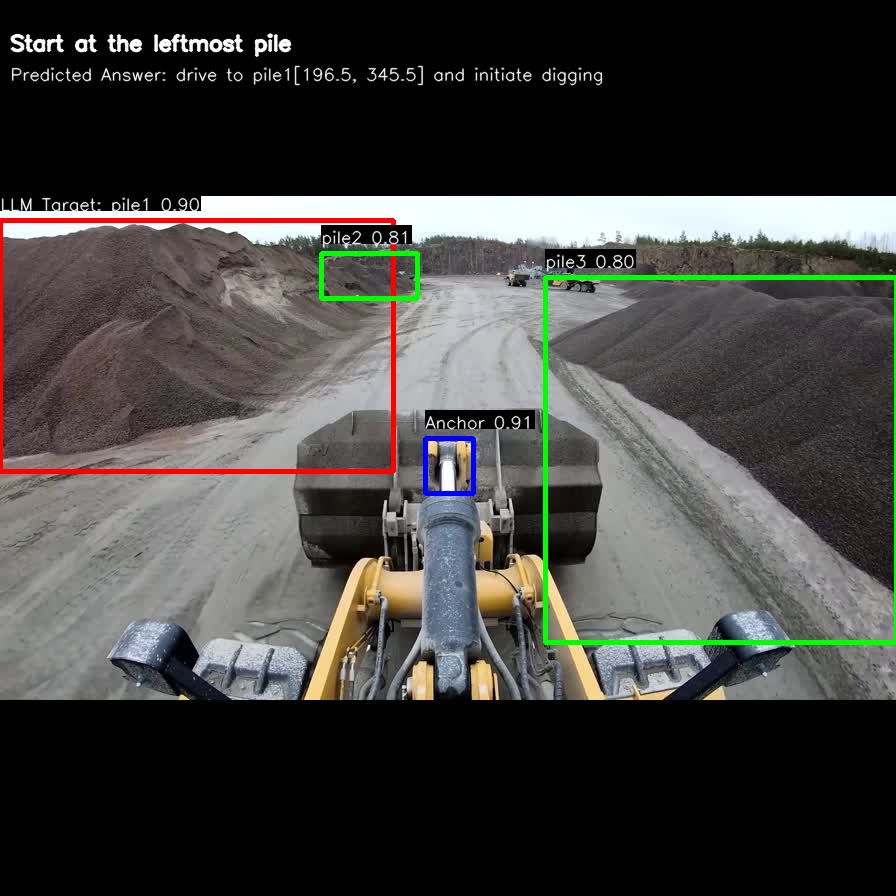 Start at the leftmost pile
Predicted Answer: drive to pile1[196.5, 345.5] and initiate digging
LLM Target: pile1 0.90
pile2 0.81
pile3 0.80
Anchor 0.91